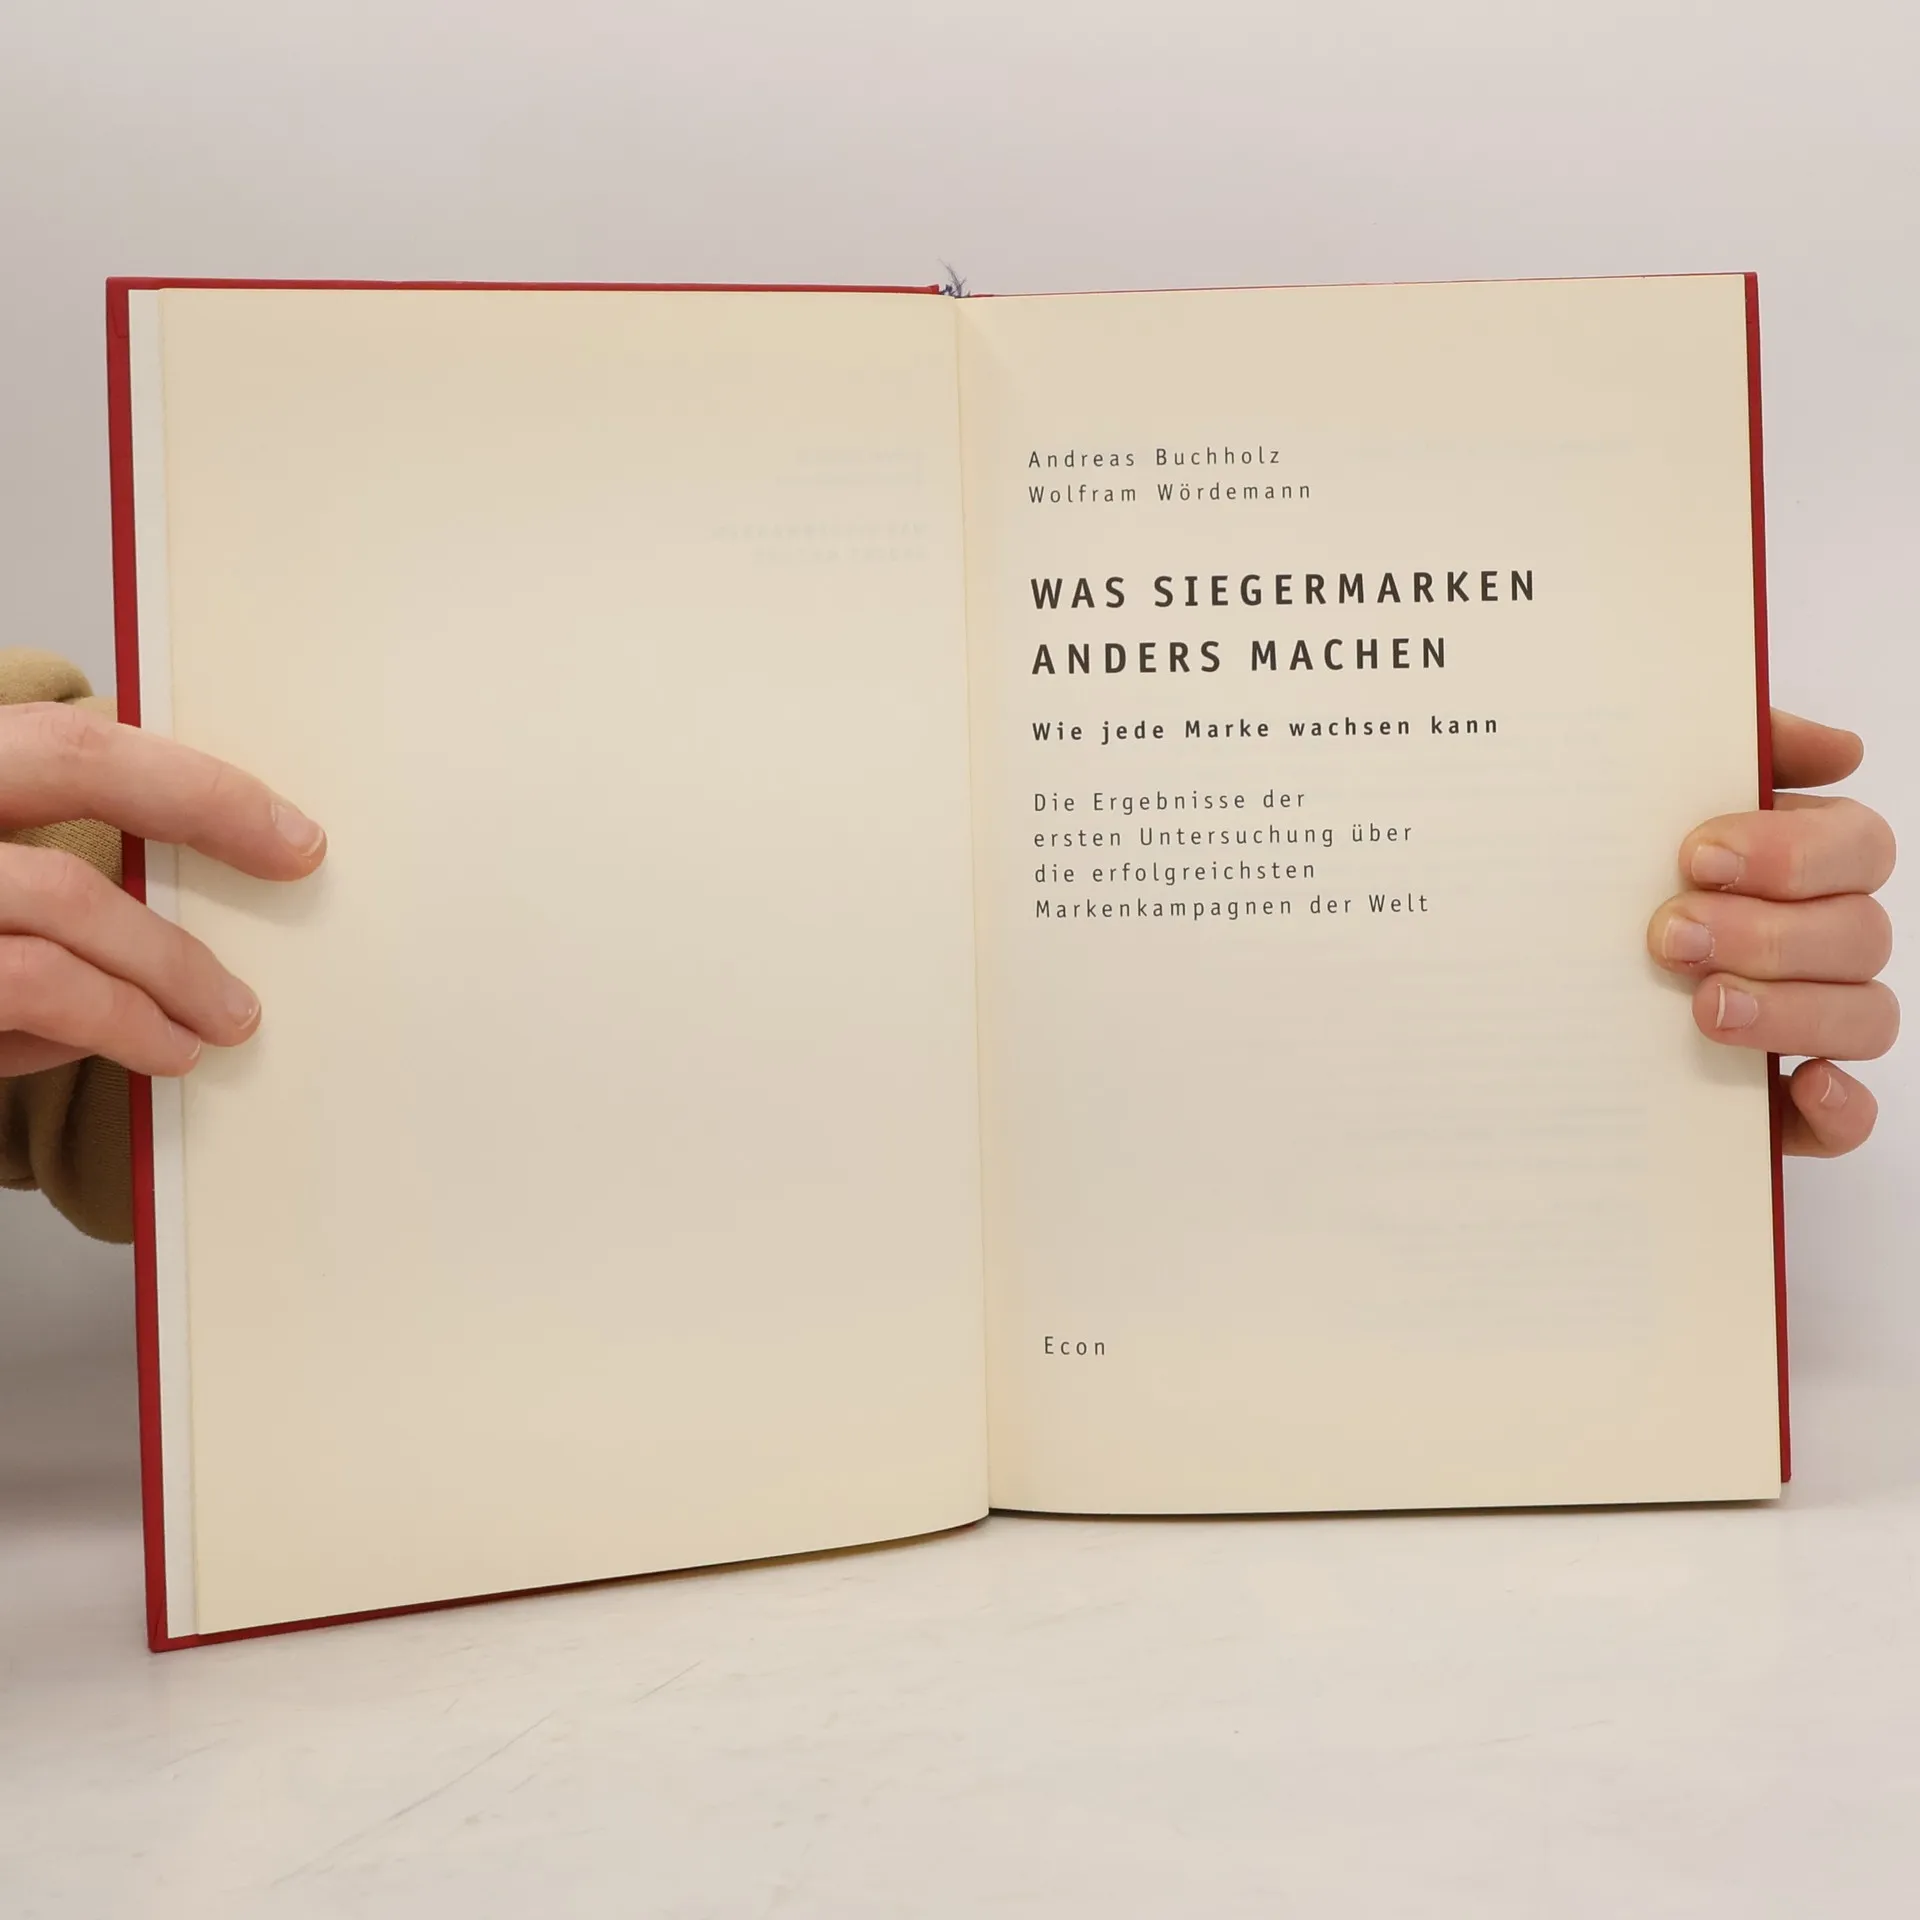 Andreas Buchholz
Wolfram Wördemann
WAS SIEGERMARKEN
ANDERS MACHEN
Wie jede Marke wachsen kann
Die Ergebnisse der
ersten Untersuchung über
die erfolgreichsten
Markenkampagnen der Welt
Econ